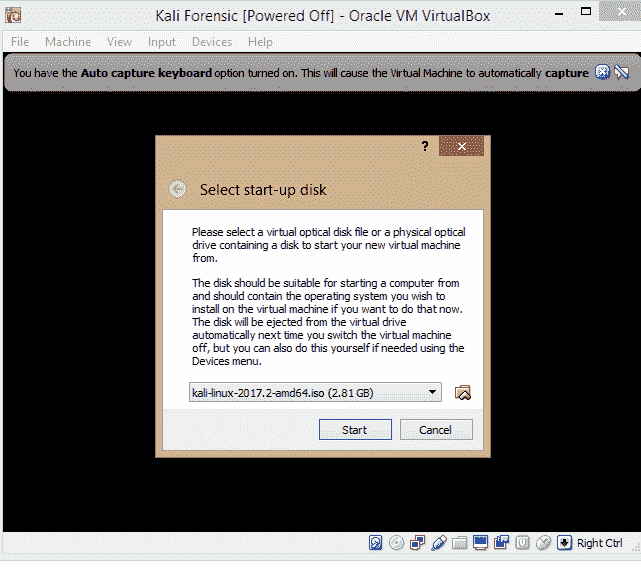 Kali Forensic [Powered Off] - Oracle VM VirtualBox
File Machine View Input Devices Help
You have the Auto capture keyboard option turned on. This will cause the Virtual Machine to automatically capture
?
Select start-up disk
Please select a virtual optical disk file or a physical optical
drive containing a disk to start your new virtual machine
from.
The disk should be suitable for starting a computer from
and should contain the operating system you wish to
install on the virtual machine if you want to do that now.
The disk will be ejected from the virtual drive
automatically next time you switch the virtual machine
off, but you can also do this yourself if needed using the
Devices menu.
kali-linux-2017.2-amd64.iso (2.81 GB)
Start Cancel
Right Ctrl